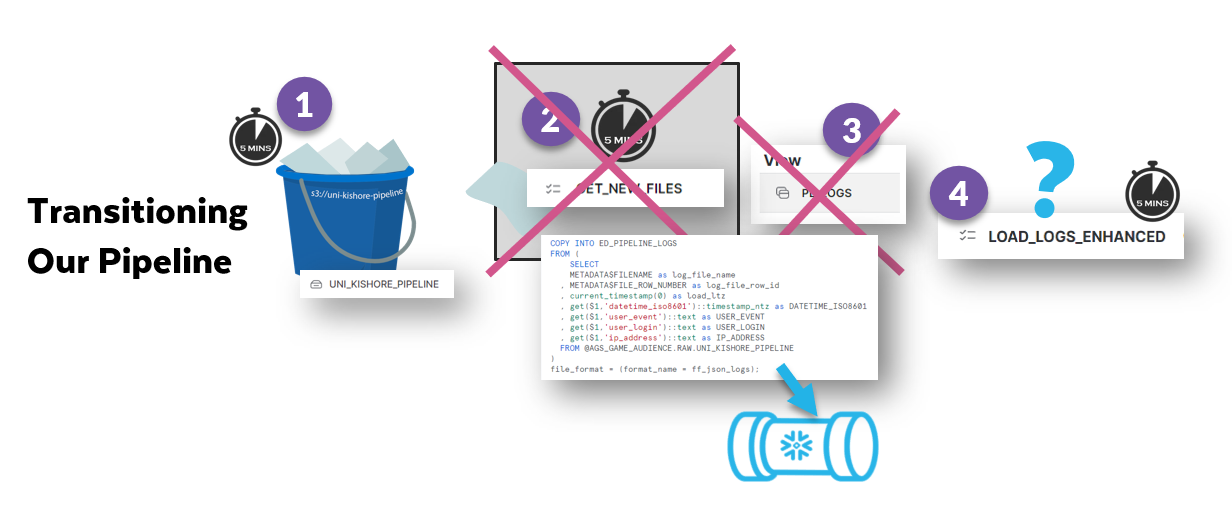 Transitioning
Our Pipeline
1
5 MINS
s3://uni-kishore-pipeline
UNI_KISHORE_PIPELINE
2
5 MINS
GET_NEW_FILES
3
View
PL_LOGS
4
?
5 MINS
LOAD_LOGS_ENHANCED
COPY INTO ED_PIPELINE_LOGS
FROM (
SELECT
METADATA$FILENAME as log_file_name
, METADATA$FILE_ROW_NUMBER as log_file_row_id
, current_timestamp(0) as load_ltz
, get($1,'datetime_iso8601')::timestamp_ntz as DATETIME_ISO8601
, get($1,'user_event')::text as USER_EVENT
, get($1,'user_login')::text as USER_LOGIN
, get($1,'ip_address')::text as IP_ADDRESS
FROM @AGS_GAME_AUDIENCE.RAW.UNI_KISHORE_PIPELINE
)
file_format = (format_name = ff_json_logs);